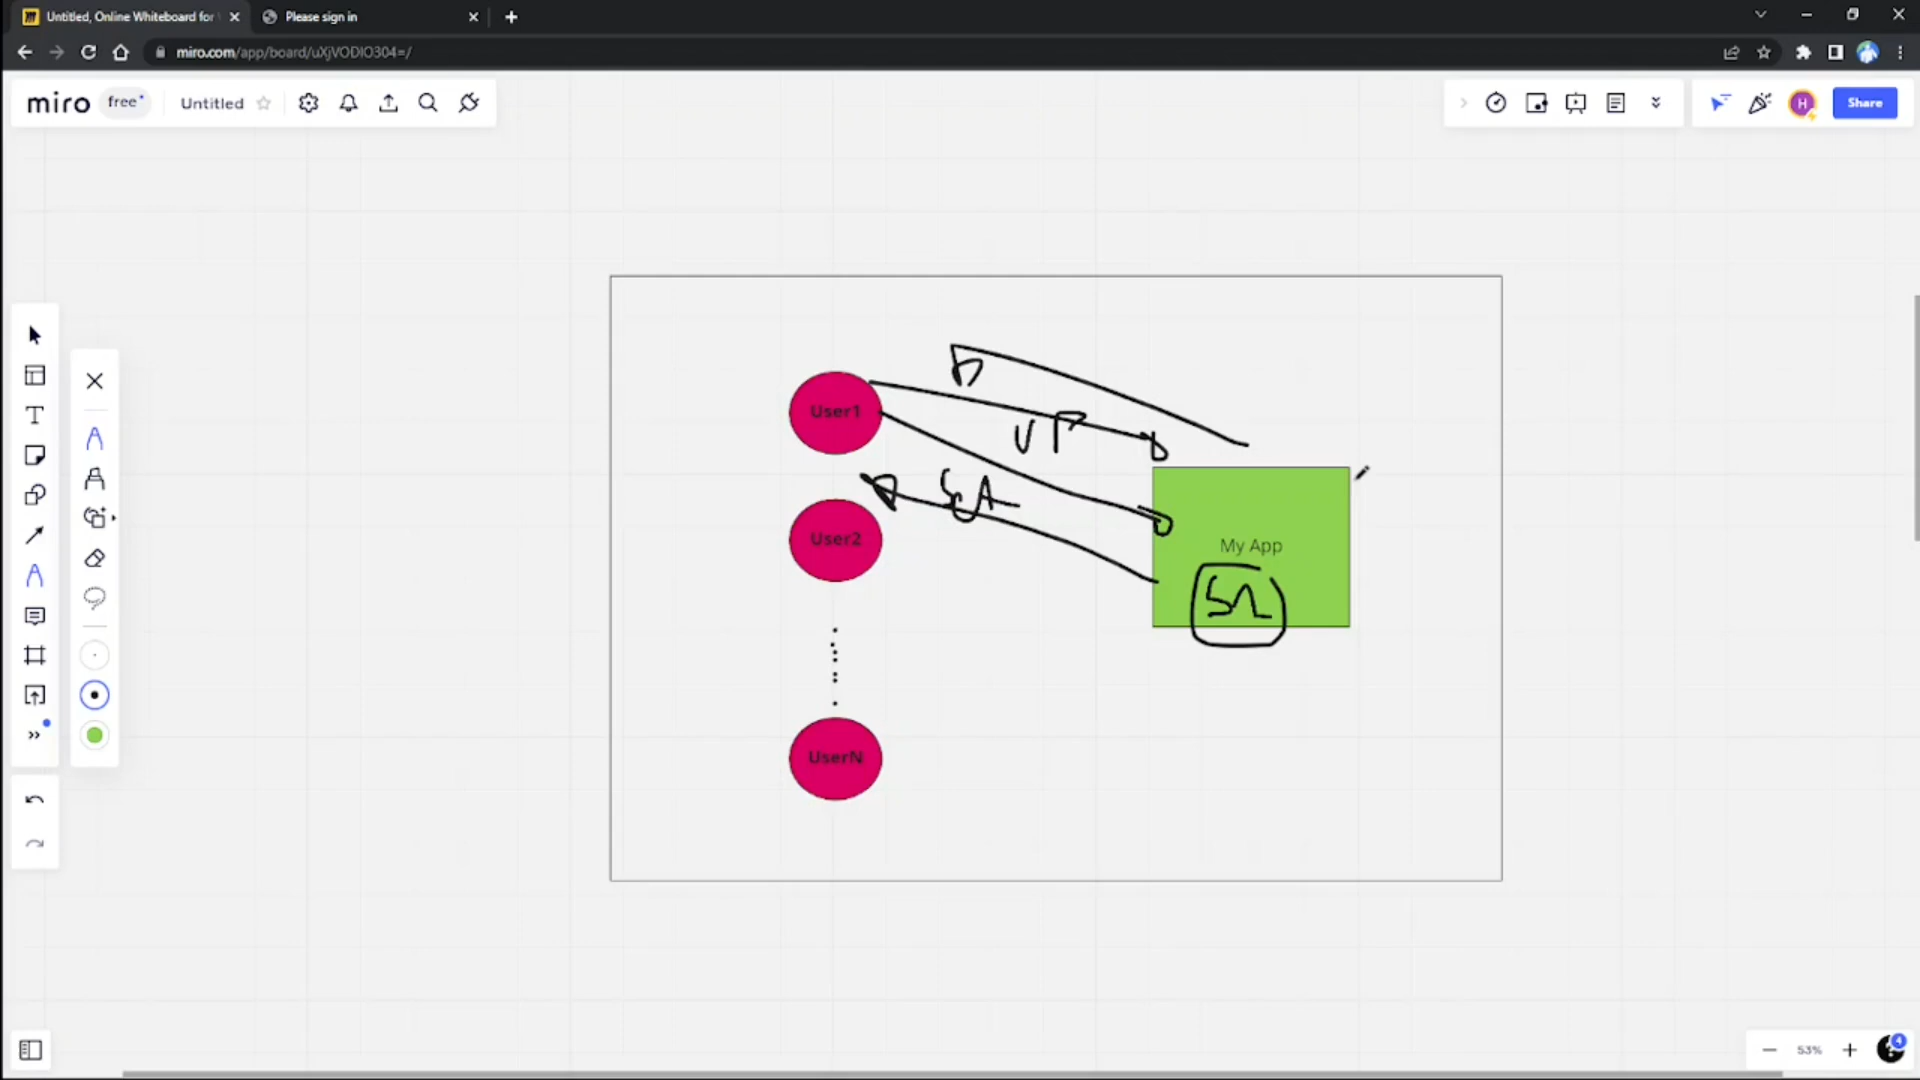 Untitled, Online Whiteboard for
Please sign in
miro.com/app/board/uXjVODIO304=/
miro
free
Untitled
H
Share
User1
UP
SA
User2
My App
SA
UserN
53%
4